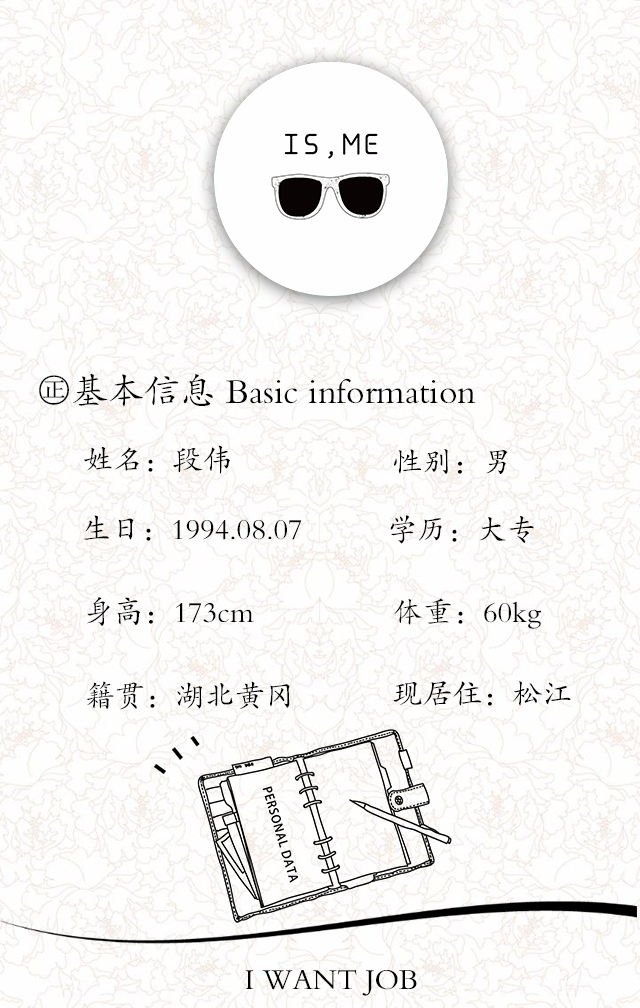 IS,ME
正基本信息 Basic information
姓名：段伟 性别：男
生日：1994.08.07 学历：大专
身高：173cm 体重：60kg
籍贯：湖北黄冈 现居住：松江
PERSONAL DATA
I WANT JOB